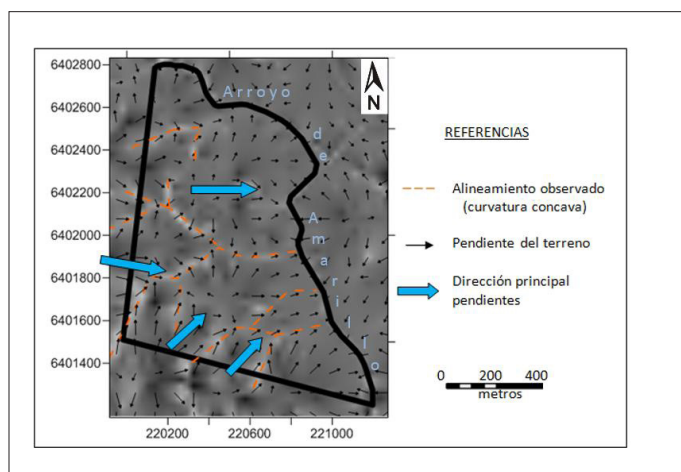 6402800
6402600
6402400
6402200
6402000
6401800
6401600
6401400
220200 220600 221000
Arroyo
de
Amarillo
N
REFERENCIAS
Alineamiento observado
(curvatura concava)
Pendiente del terreno
Dirección principal
pendientes
0 200 400
metros